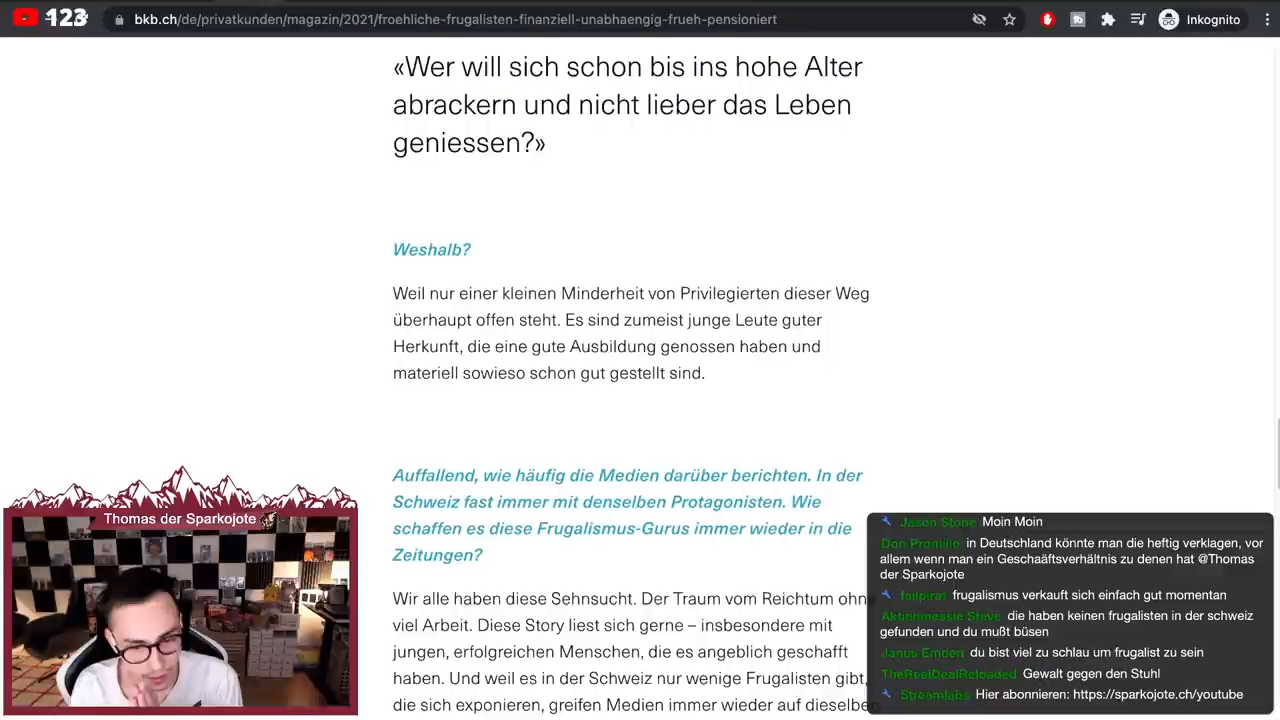 123
bkb.ch/de/privatkunden/magazin/2021/froehliche-frugalisten-finanziell-unabhaengig-frueh-pensioniert
Inkognito
«Wer will sich schon bis ins hohe Alter
abrackern und nicht lieber das Leben
geniessen?»
Weshalb?
Weil nur einer kleinen Minderheit von Privilegierten dieser Weg
überhaupt offen steht. Es sind zumeist junge Leute guter
Herkunft, die eine gute Ausbildung genossen haben und
materiell sowieso schon gut gestellt sind.
Auffallend, wie häufig die Medien darüber berichten. In der
Schweiz fast immer mit denselben Protagonisten. Wie
schaffen es diese Frugalismus-Gurus immer wieder in die
Zeitungen?
Wir alle haben diese Sehnsucht. Der Traum vom Reichtum ohne
viel Arbeit. Diese Story liest sich gerne – insbesondere mit
jungen, erfolgreichen Menschen, die es angeblich geschafft
haben. Und weil es in der Schweiz nur wenige Frugalisten gibt,
die sich exponieren, greifen Medien immer wieder auf dieselben
Thomas der Sparkojote
Jason Stone Moin Moin
Don Promillo in Deutschland könnte man die heftig verklagen, vor
allem wenn man ein Geschaäftsverhältnis zu denen hat @Thomas
der Sparkojote
failpirat frugalismus verkauft sich einfach gut momentan
Aktienmessie Steve die haben keinen frugalisten in der schweiz
gefunden und du mußt büsen
Janus Emden du bist viel zu schlau um frugalist zu sein
TheRealDealReloaded Gewalt gegen den Stuhl
Streamlabs Hier abonnieren: https://sparkojote.ch/youtube